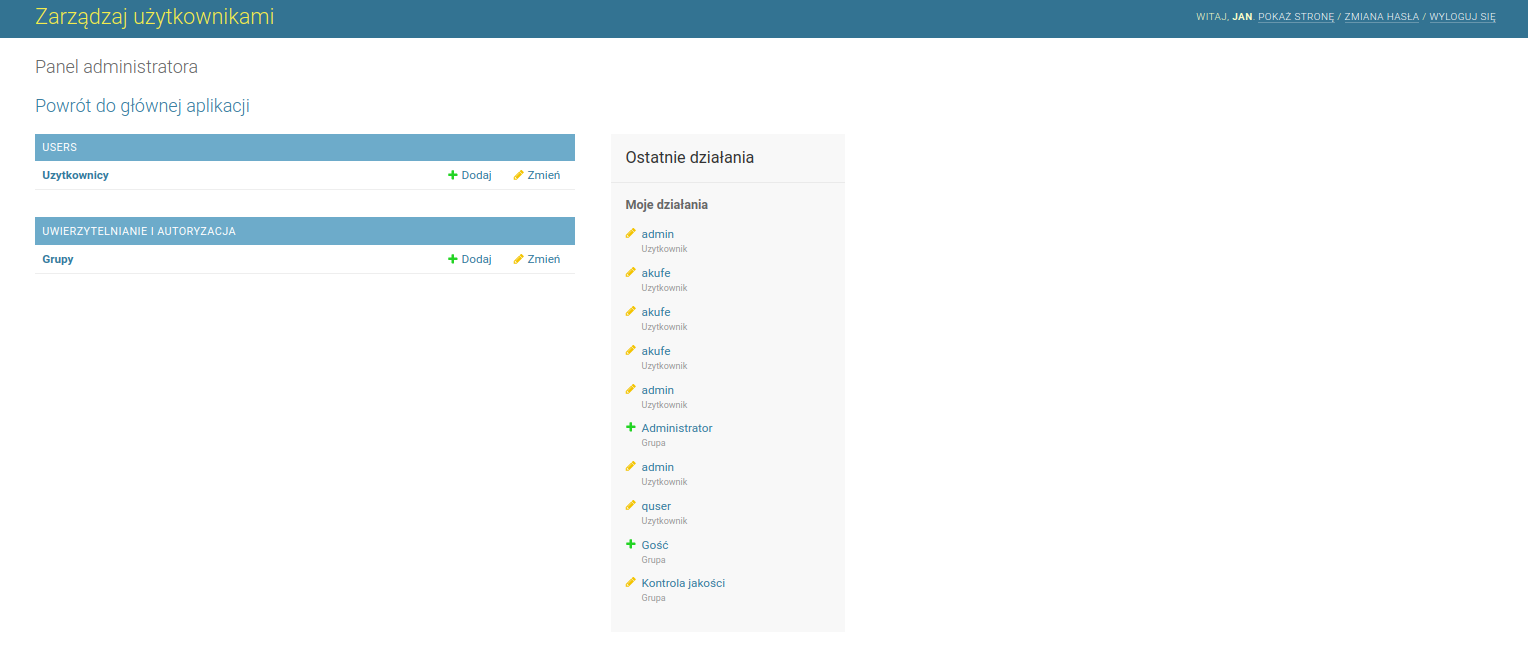 Zarządzaj użytkownikami
WITAJ, JAN. POKAŻ STRONĘ / ZMIANA HASŁA / WYLOGUJ SIĘ
Panel administratora
Powrót do głównej aplikacji
USERS
Uzytkownicy Dodaj Zmień
UWIERZYTELNIANIE I AUTORYZACJA
Grupy Dodaj Zmień
Ostatnie działania
Moje działania
admin
Uzytkownik
akufe
Uzytkownik
akufe
Uzytkownik
akufe
Uzytkownik
admin
Uzytkownik
Administrator
Grupa
admin
Uzytkownik
quser
Uzytkownik
Gość
Grupa
Kontrola jakości
Grupa